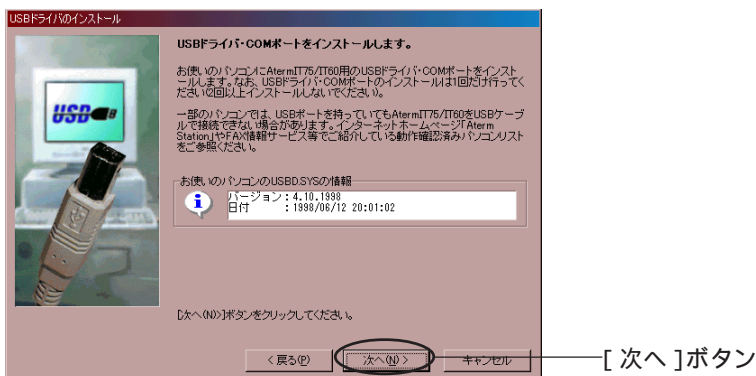 USBドライバのインストール
USBドライバ・COMポートをインストールします。
お使いのパソコンにAtermIT75/IT60用のUSBドライバ・COMポートをインスト
ールします。なお、USBドライバ・COMポートのインストールは1回だけ行ってく
ださい(2回以上インストールしないでください)。
一部のパソコンでは、USBポートを持っていてもAtermIT75/IT60をUSBケーブ
ルで接続できない場合があります。インターネットホームページ「Aterm
Station」やFAX情報サービス等でご紹介している動作確認済みパソコンリスト
をご参照ください。
USB
お使いのパソコンのUSBD.SYSの情報
バージョン：4.10.1998
日付　　　：1998/06/12 20:01:02
[次へ(N)>]ボタンをクリックしてください。
< 戻る(P)
次へ(N) >
キャンセル
[ 次へ ]ボタン